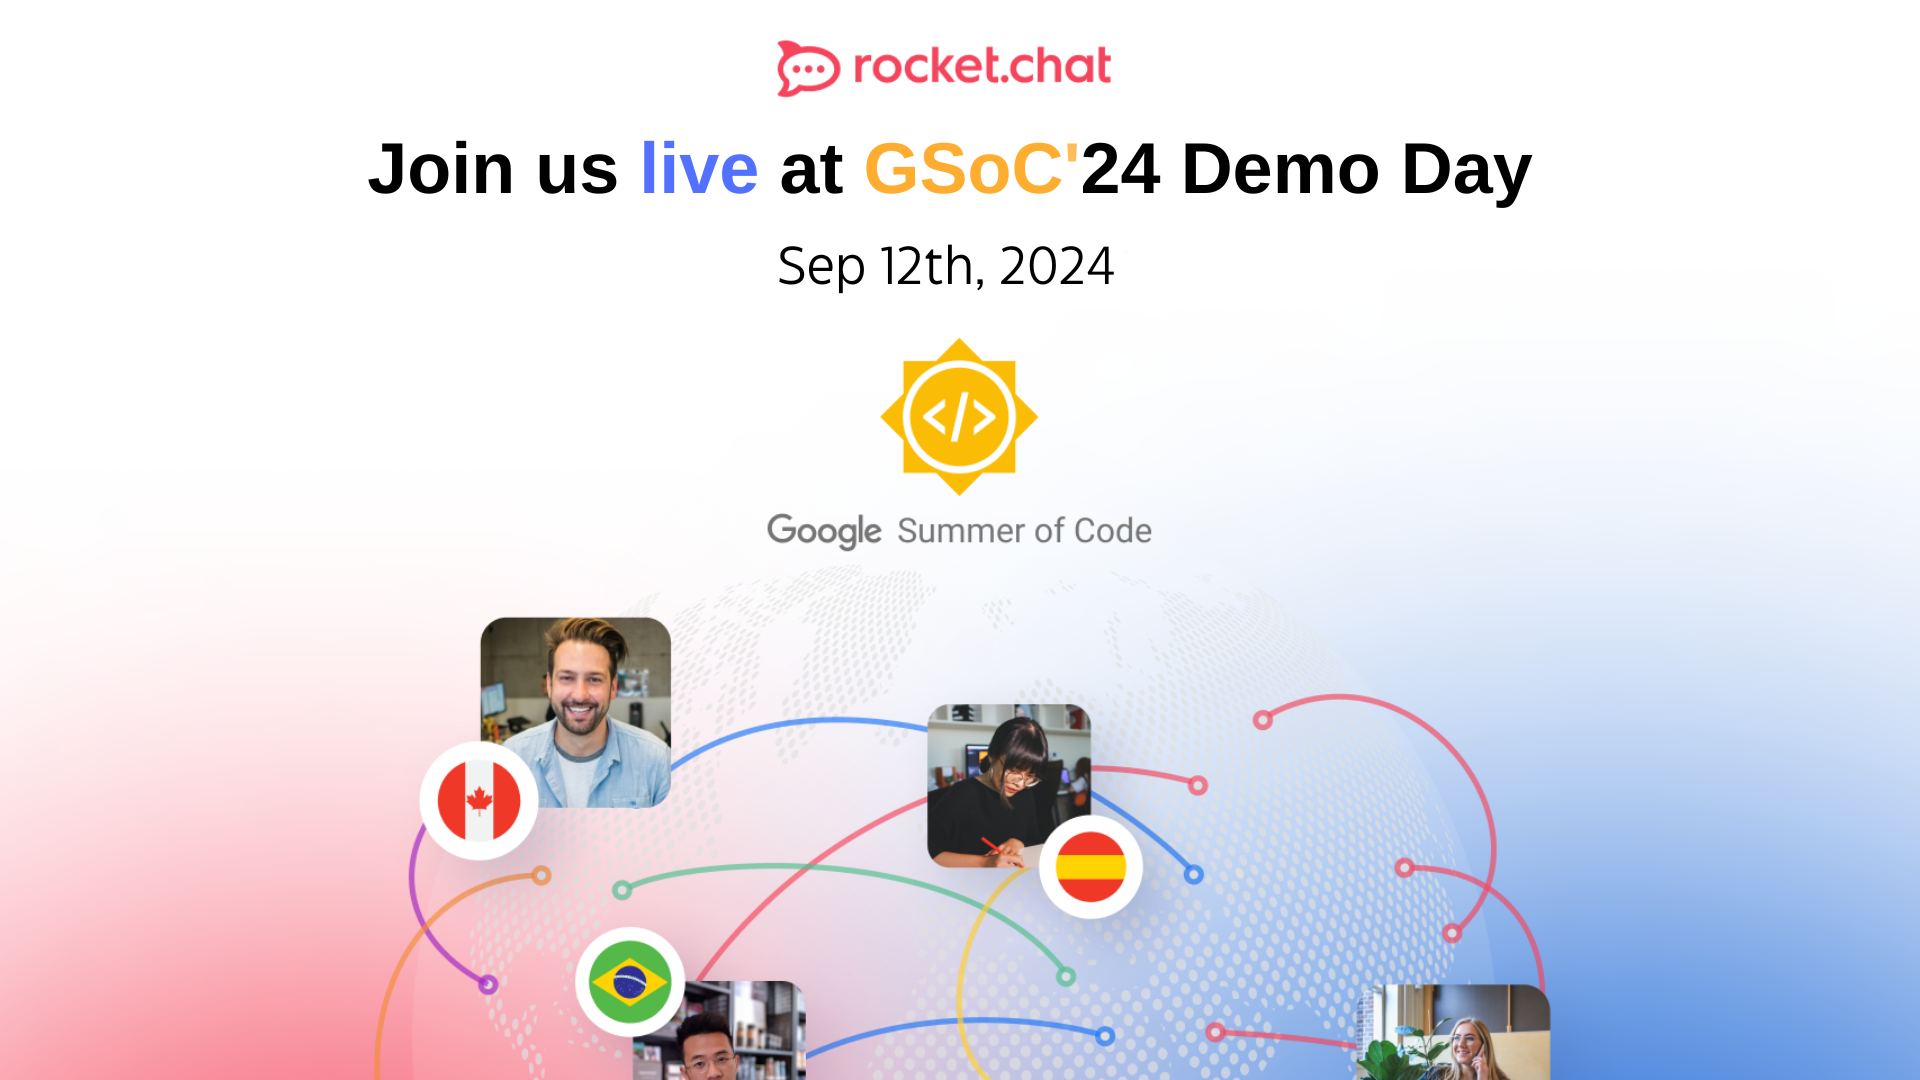 rocket.chat
Join us live at GSoC'24 Demo Day
Sep 12th, 2024
</>
Google Summer of Code